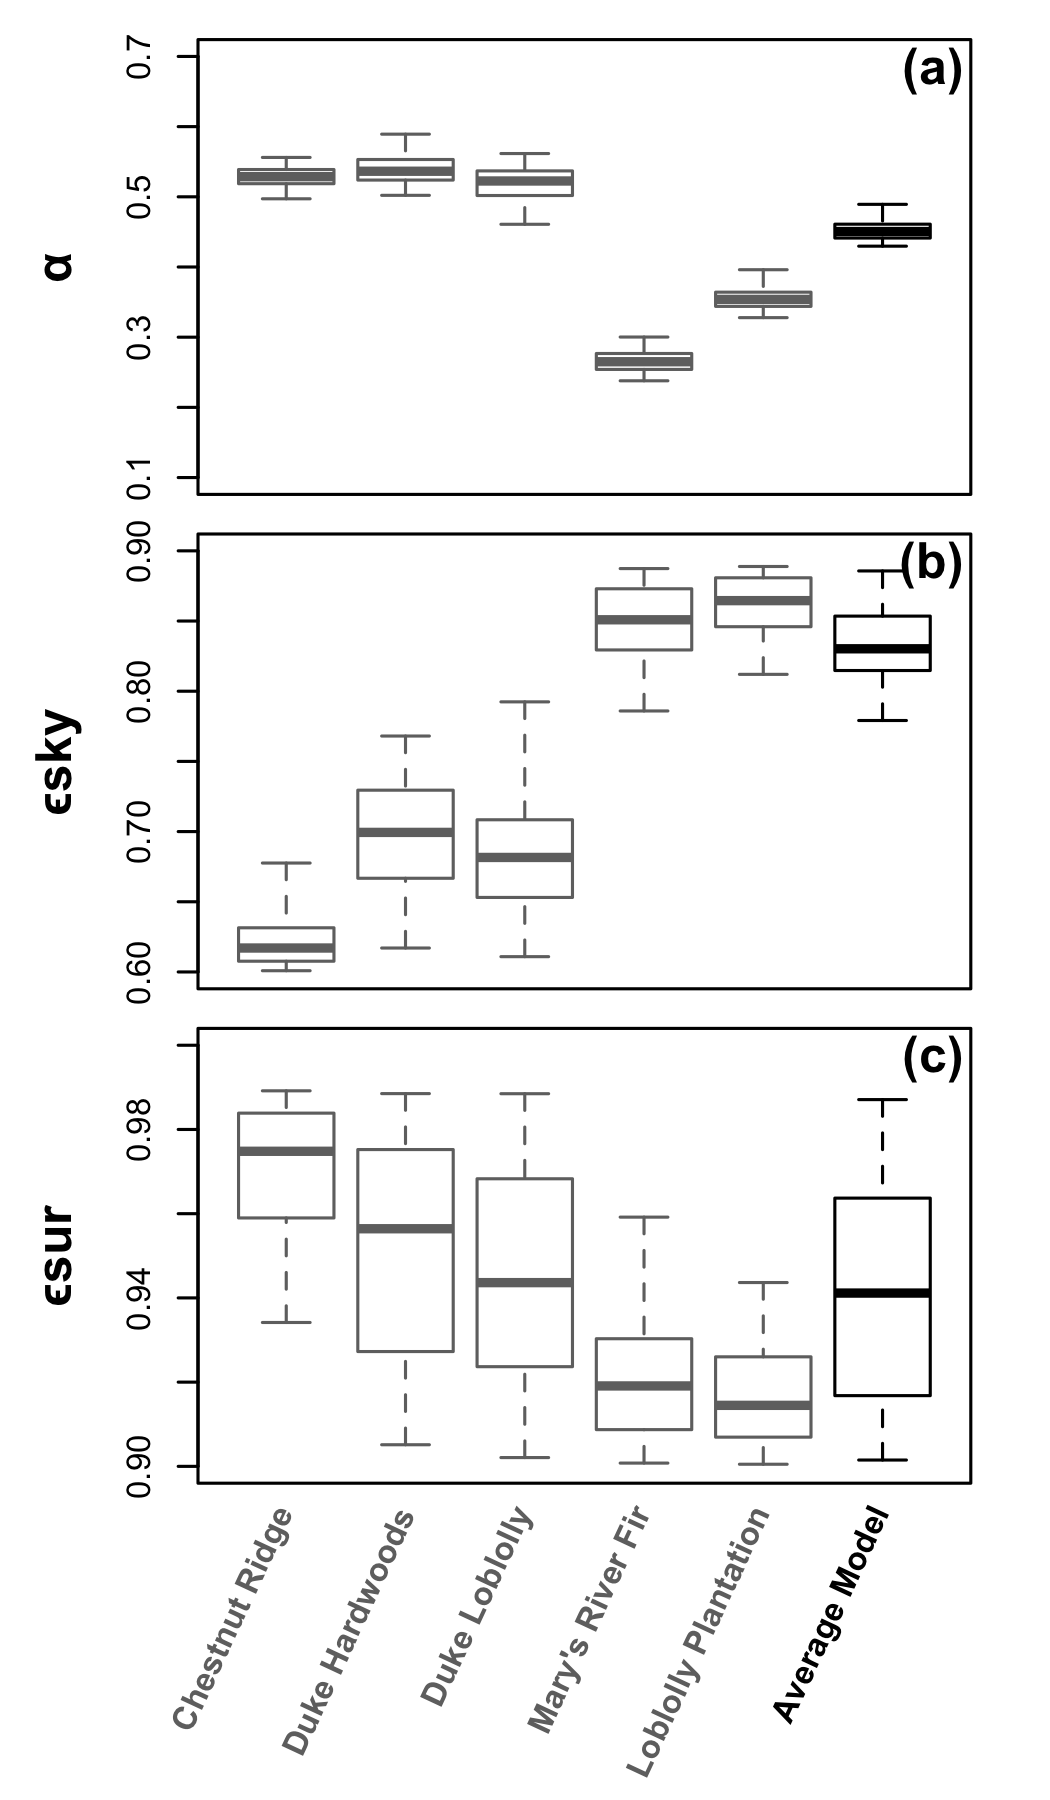 (a)
0.7
0.5
0.3
0.1
α
(b)
0.90
0.80
0.70
0.60
ϵsky
(c)
0.98
0.94
0.90
ϵsur
Chestnut Ridge
Duke Hardwoods
Duke Loblolly
Mary's River Fir
Loblolly Plantation
Average Model